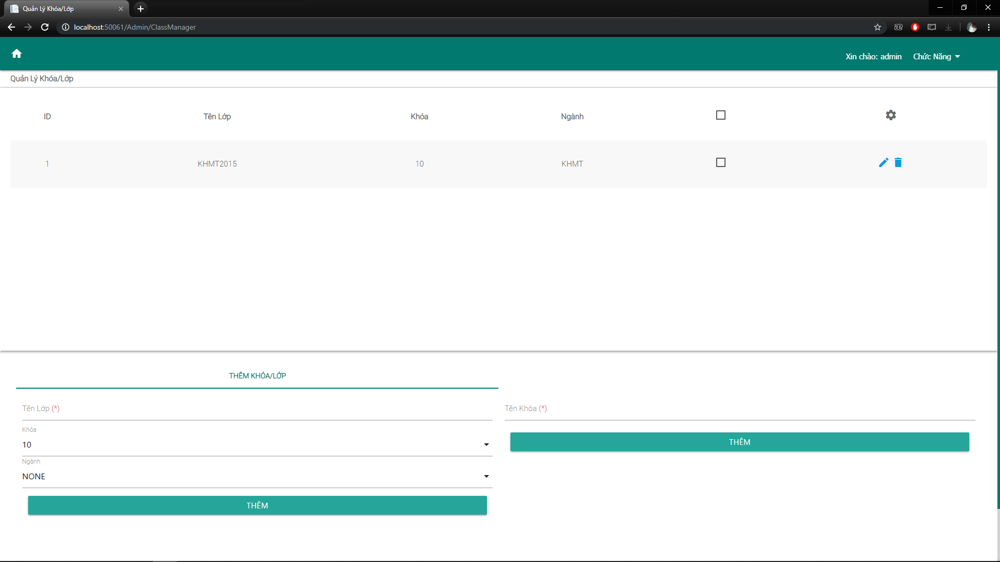 Quản Lý Khóa/Lớp
localhost:50061/Admin/ClassManager
Xin chào: admin Chức Năng
Quản Lý Khóa/Lớp
ID Tên Lớp Khóa Ngành
1 KHMT2015 10 KHMT
THÊM KHÓA/LỚP
Tên Lớp (*)
Khóa
10
Ngành
NONE
THÊM
Tên Khóa (*)
THÊM